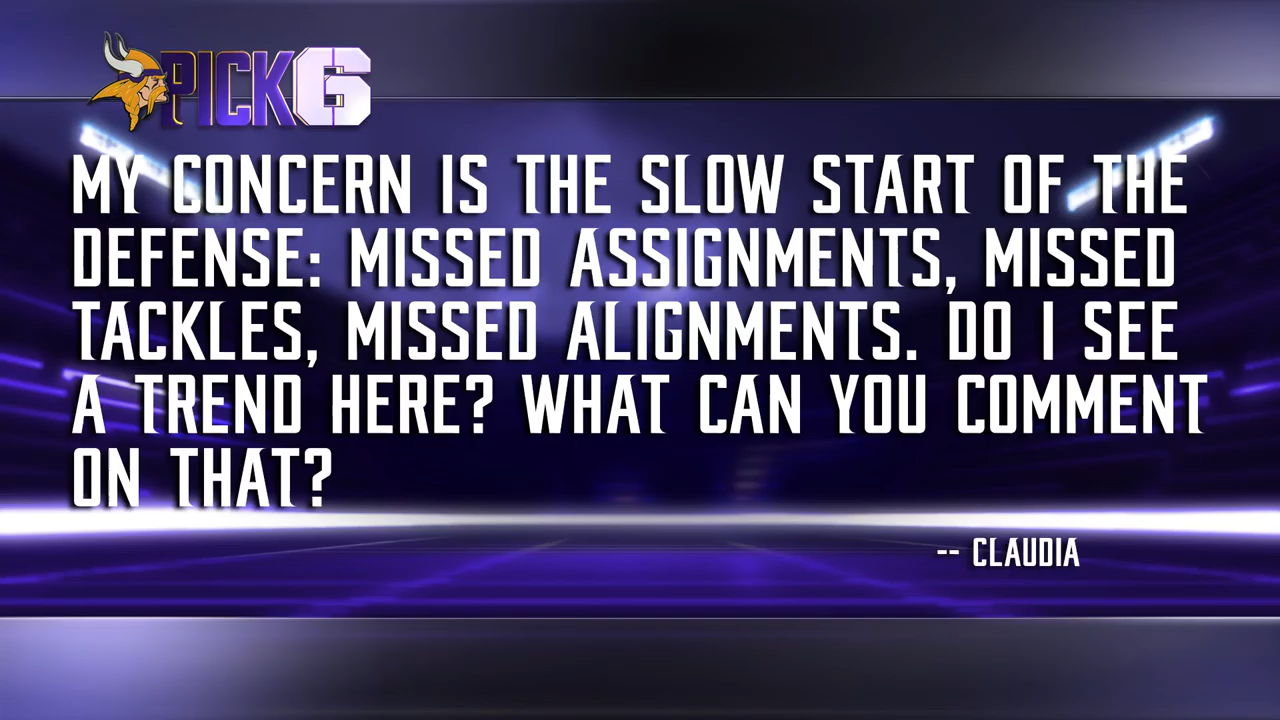 PICK6
MY CONCERN IS THE SLOW START OF THE
DEFENSE: MISSED ASSIGNMENTS, MISSED
TACKLES, MISSED ALIGNMENTS. DO I SEE
A TREND HERE? WHAT CAN YOU COMMENT
ON THAT?
-- CLAUDIA